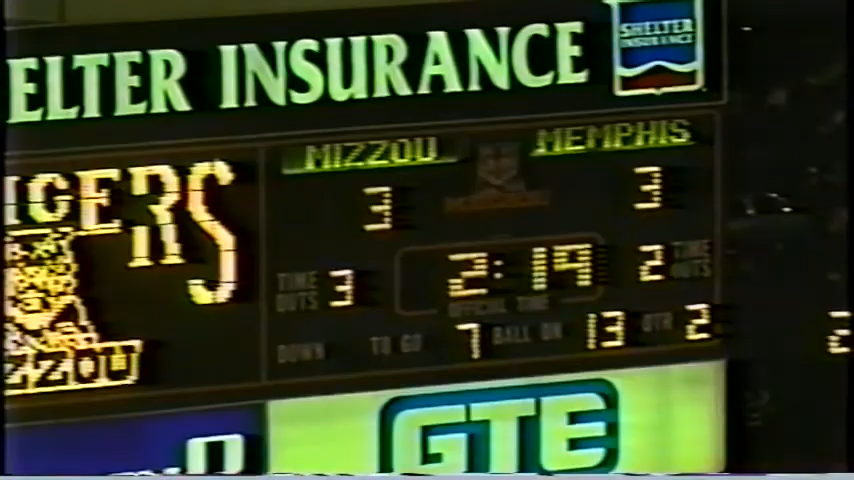 ELTER INSURANCE
SHELTER
INSURANCE
MIZZOU MEMPHIS
IGERS
3 3
TIME OUTS 3 2:19 2 TIME OUTS
OFFICIAL TIME
DOWN TO GO 7 BALL ON 13 QTR 2
2
ZZOU
GTE